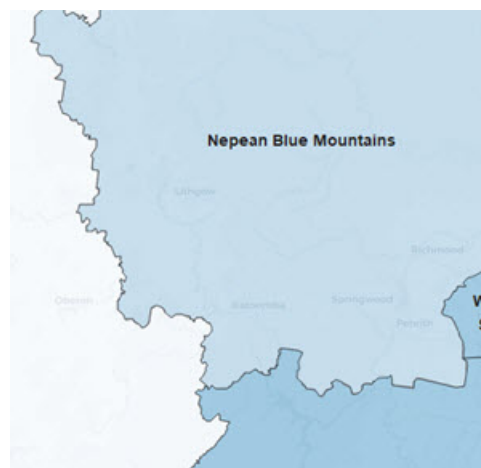 Nepean Blue Mountains
Lithgow
Richmond
Oberon
Katoomba
Springwood
W
Penrith
S